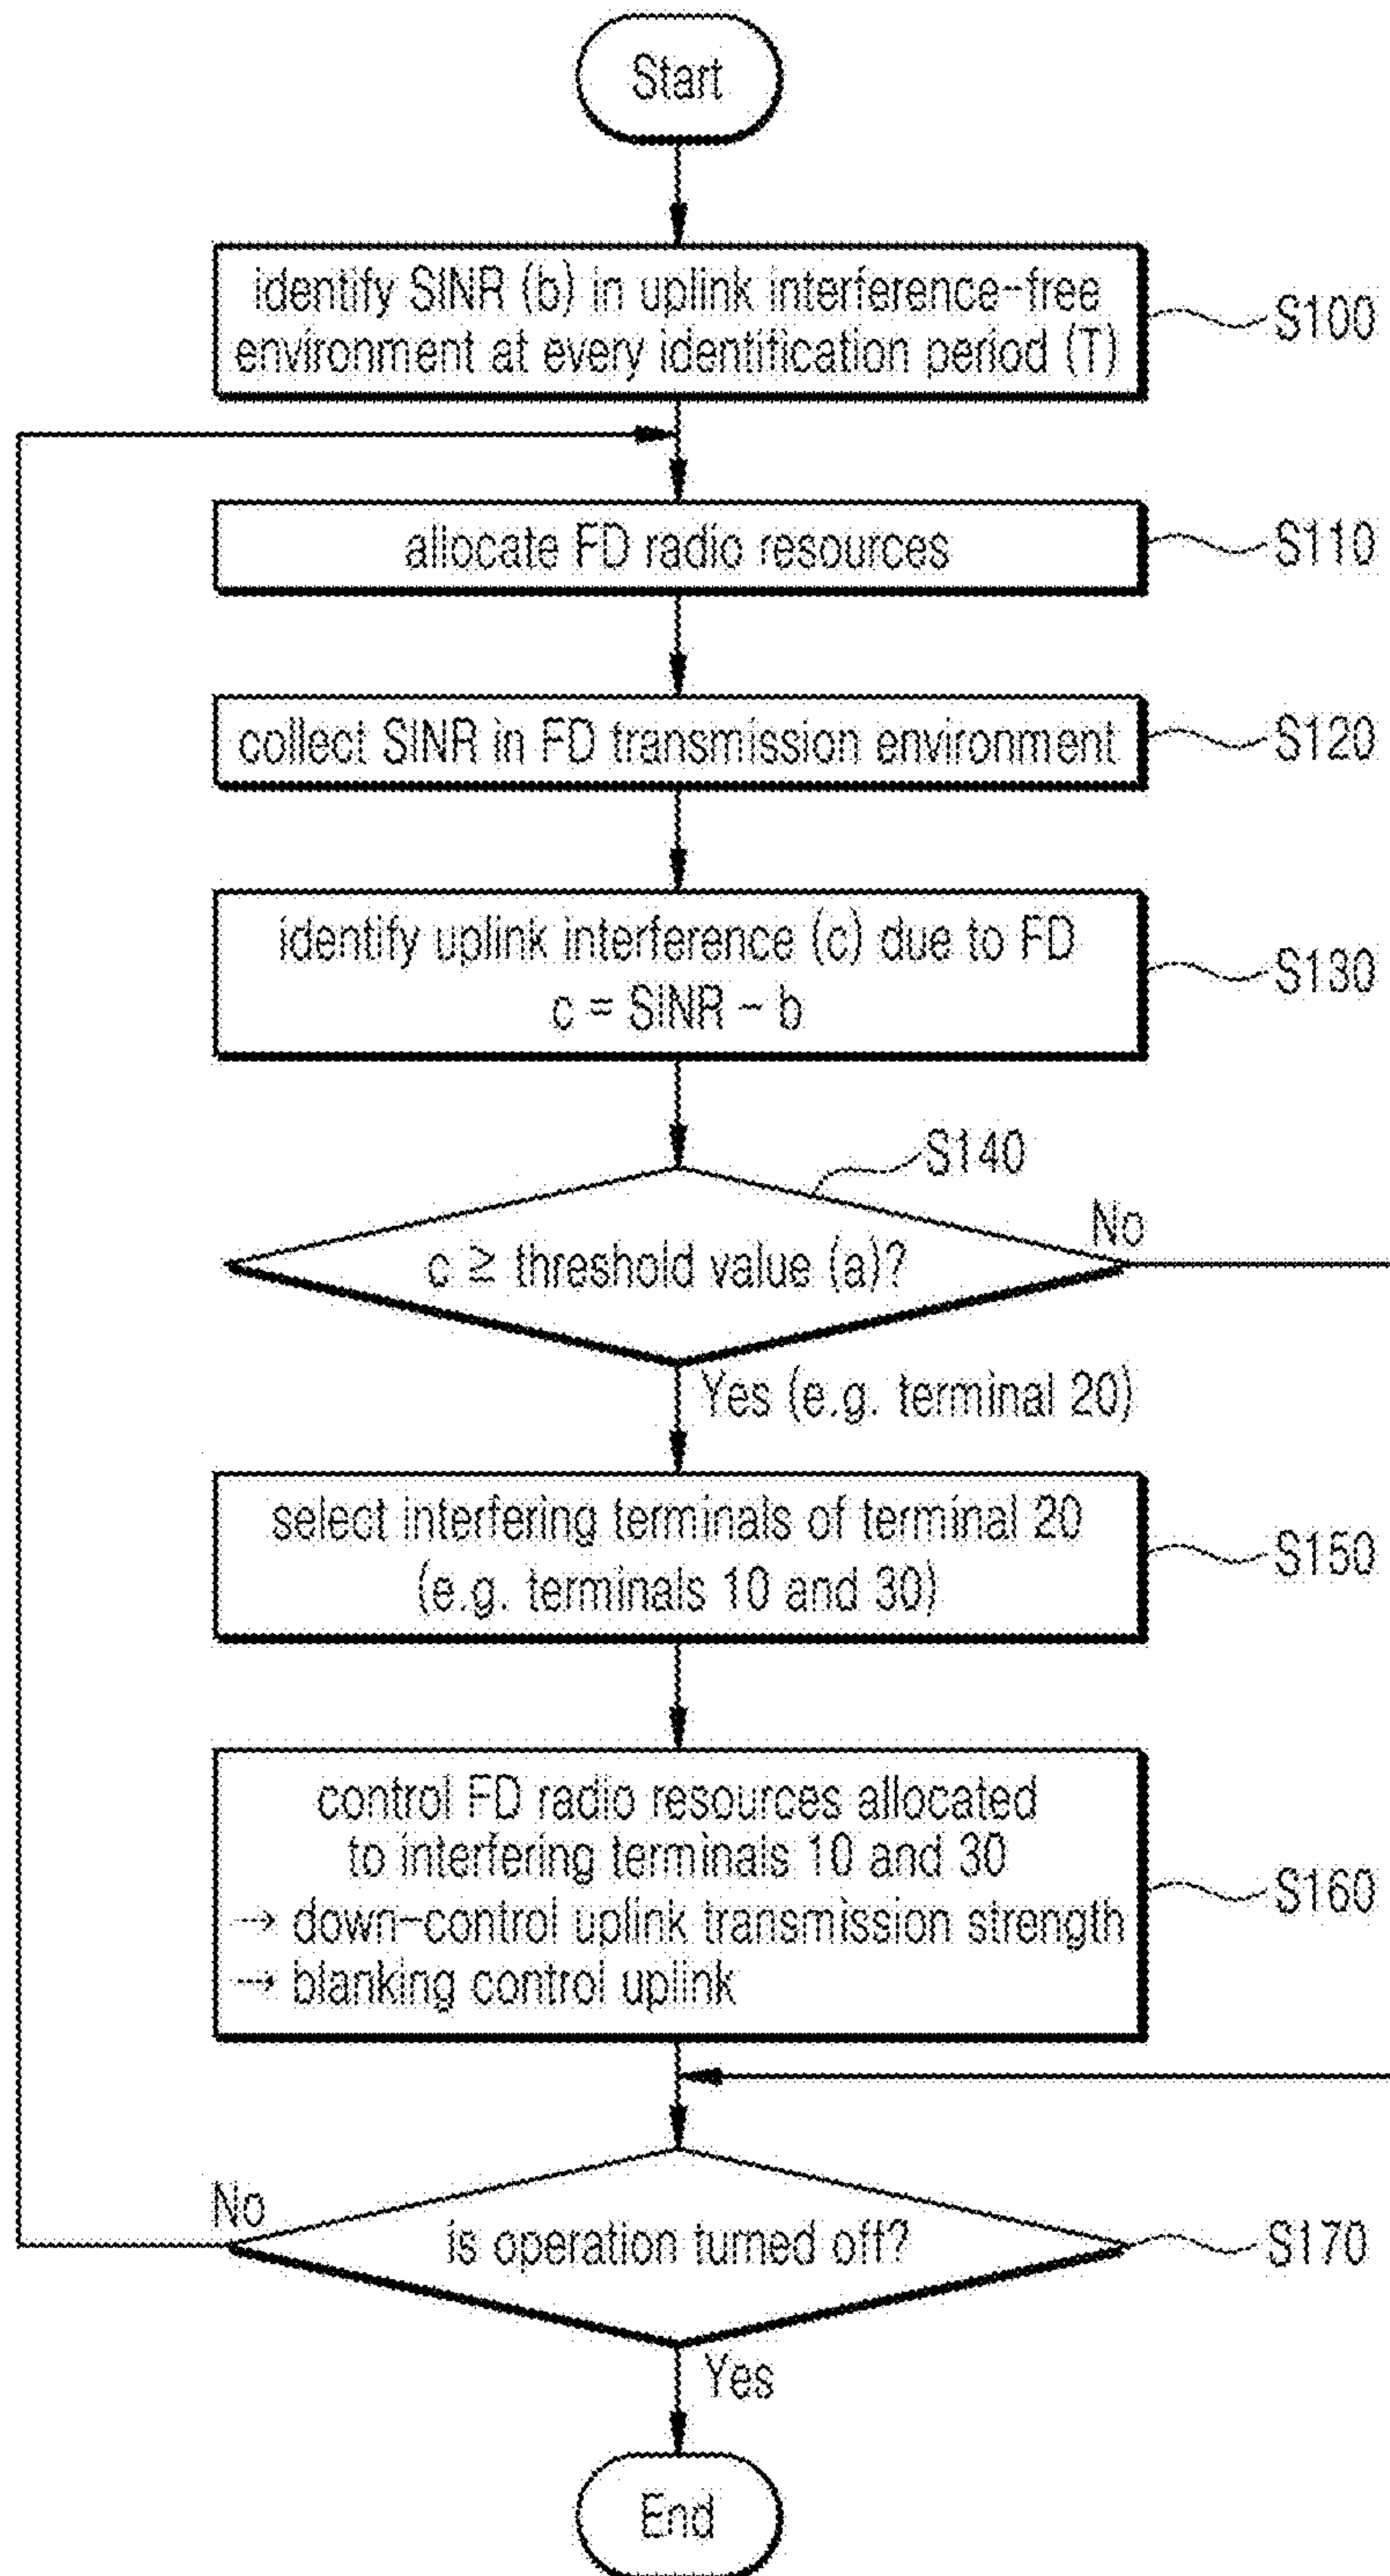 Start
identify SINR (b) in uplink interference-free
environment at every identification period (T)
S100
allocate FD radio resources
S110
collect SINR in FD transmission environment
S120
identify uplink interference (c) due to FD
c = SINR - b
S130
S140
c ≥ threshold value (a)?
No
Yes (e.g. terminal 20)
select interfering terminals of terminal 20
(e.g. terminals 10 and 30)
S150
control FD radio resources allocated
to interfering terminals 10 and 30
→ down-control uplink transmission strength
→ blanking control uplink
S160
No
is operation turned off?
S170
Yes
End